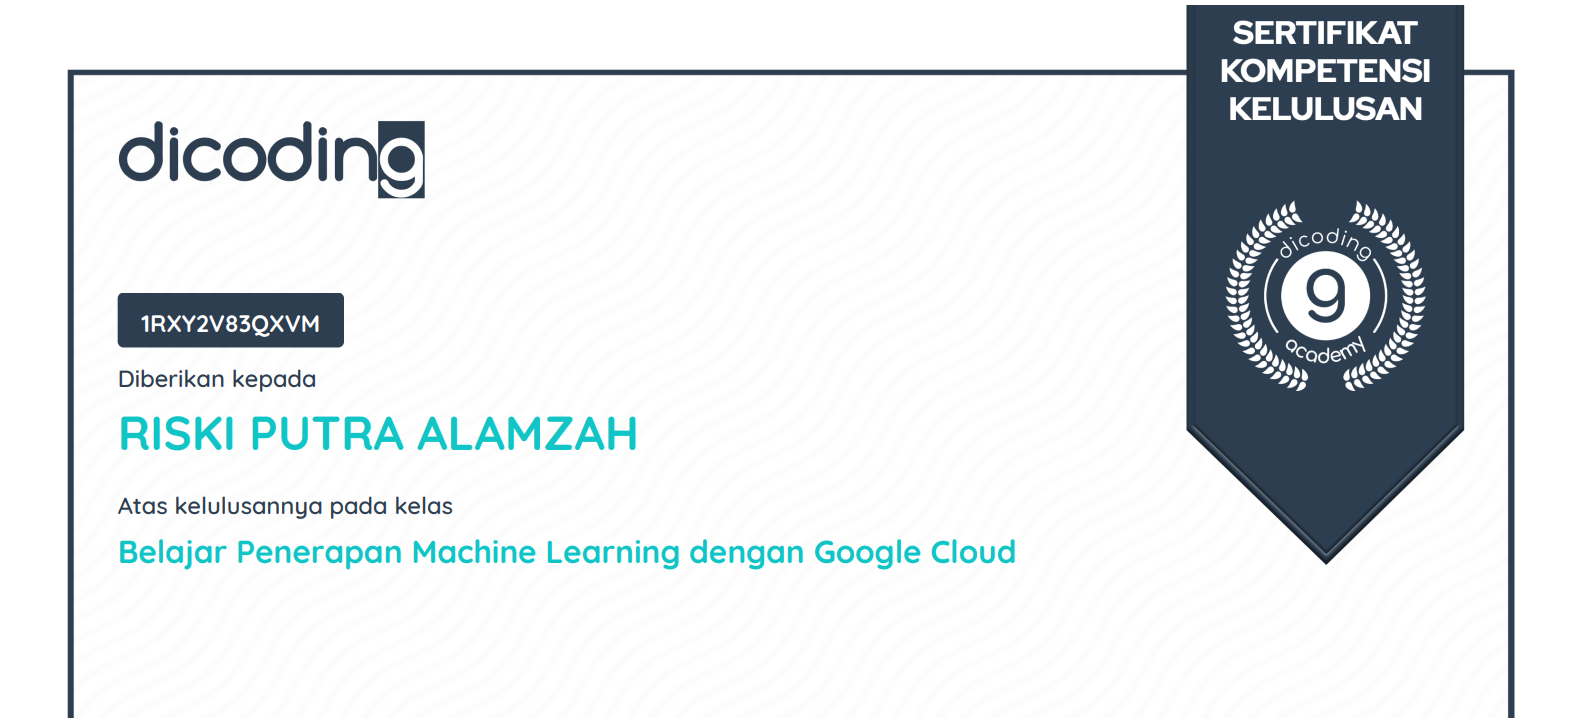 SERTIFIKAT
KOMPETENSI
KELULUSAN
dicoding
dicoding
9
academy
1RXY2V83QXVM
Diberikan kepada
RISKI PUTRA ALAMZAH
Atas kelulusannya pada kelas
Belajar Penerapan Machine Learning dengan Google Cloud